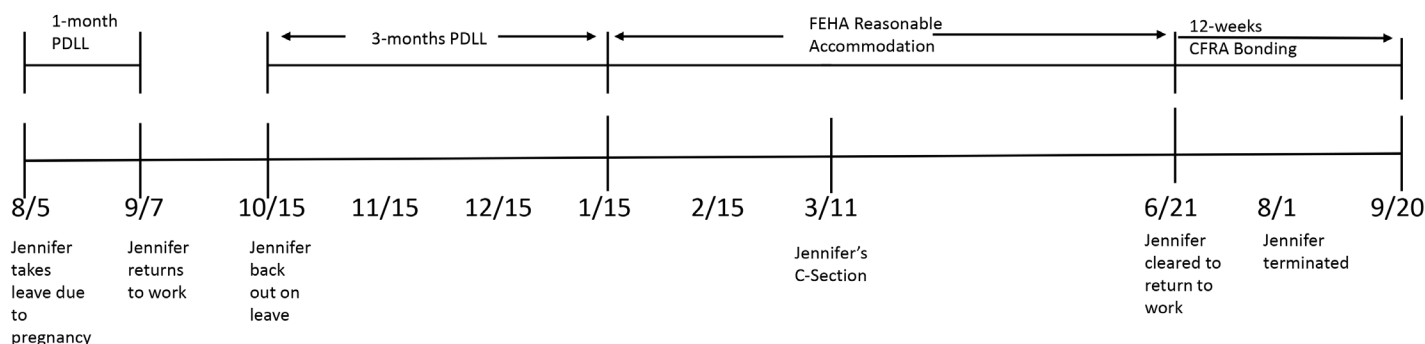 1-month
PDLL
3-months PDLL
FEHA Reasonable
Accommodation
12-weeks
CFRA Bonding
8/5
9/7
10/15
11/15
12/15
1/15
2/15
3/11
6/21
8/1
9/20
Jennifer
takes
leave due
to
pregnancy
Jennifer
returns
to work
Jennifer
back
out on
leave
Jennifer’s
C-Section
Jennifer
cleared to
return to
work
Jennifer
terminated